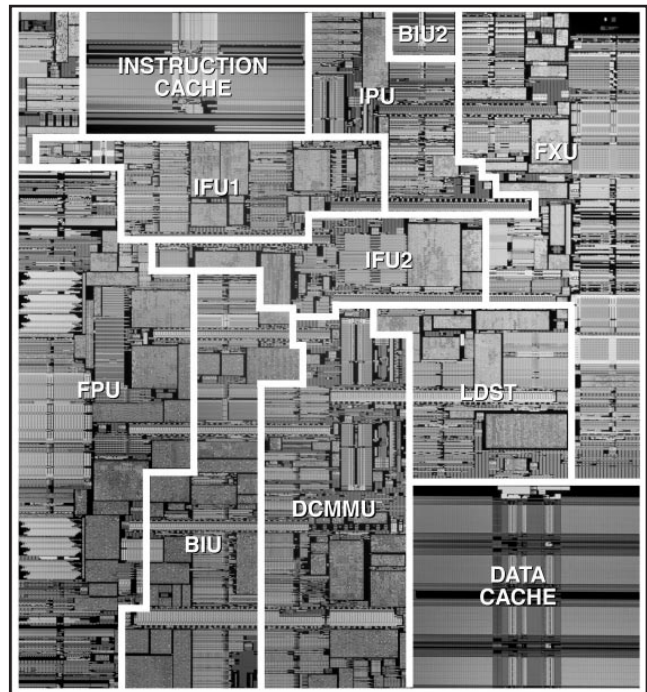 BIU2
INSTRUCTION
CACHE
IPU
FXU
IFU1
IFU2
FPU
LDST
DCMMU
BIU
DATA
CACHE